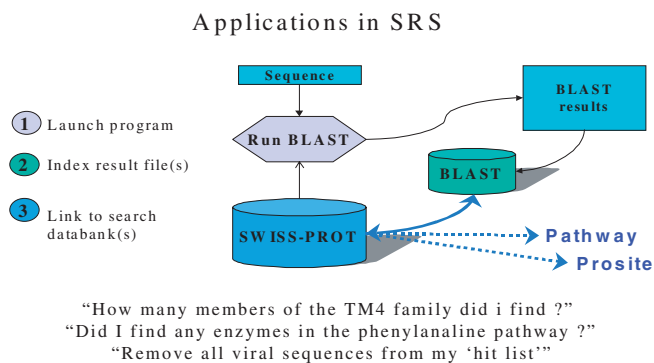 Applications in SRS
Sequence
BLAST
results
1 Launch program
Run BLAST
2 Index result file(s)
BLAST
3 Link to search
databank(s)
SWISS-PROT
Pathway
Prosite
“How many members of the TM4 family did i find ?”
“Did I find any enzymes in the phenylanaline pathway ?”
“Remove all viral sequences from my ‘hit list’”